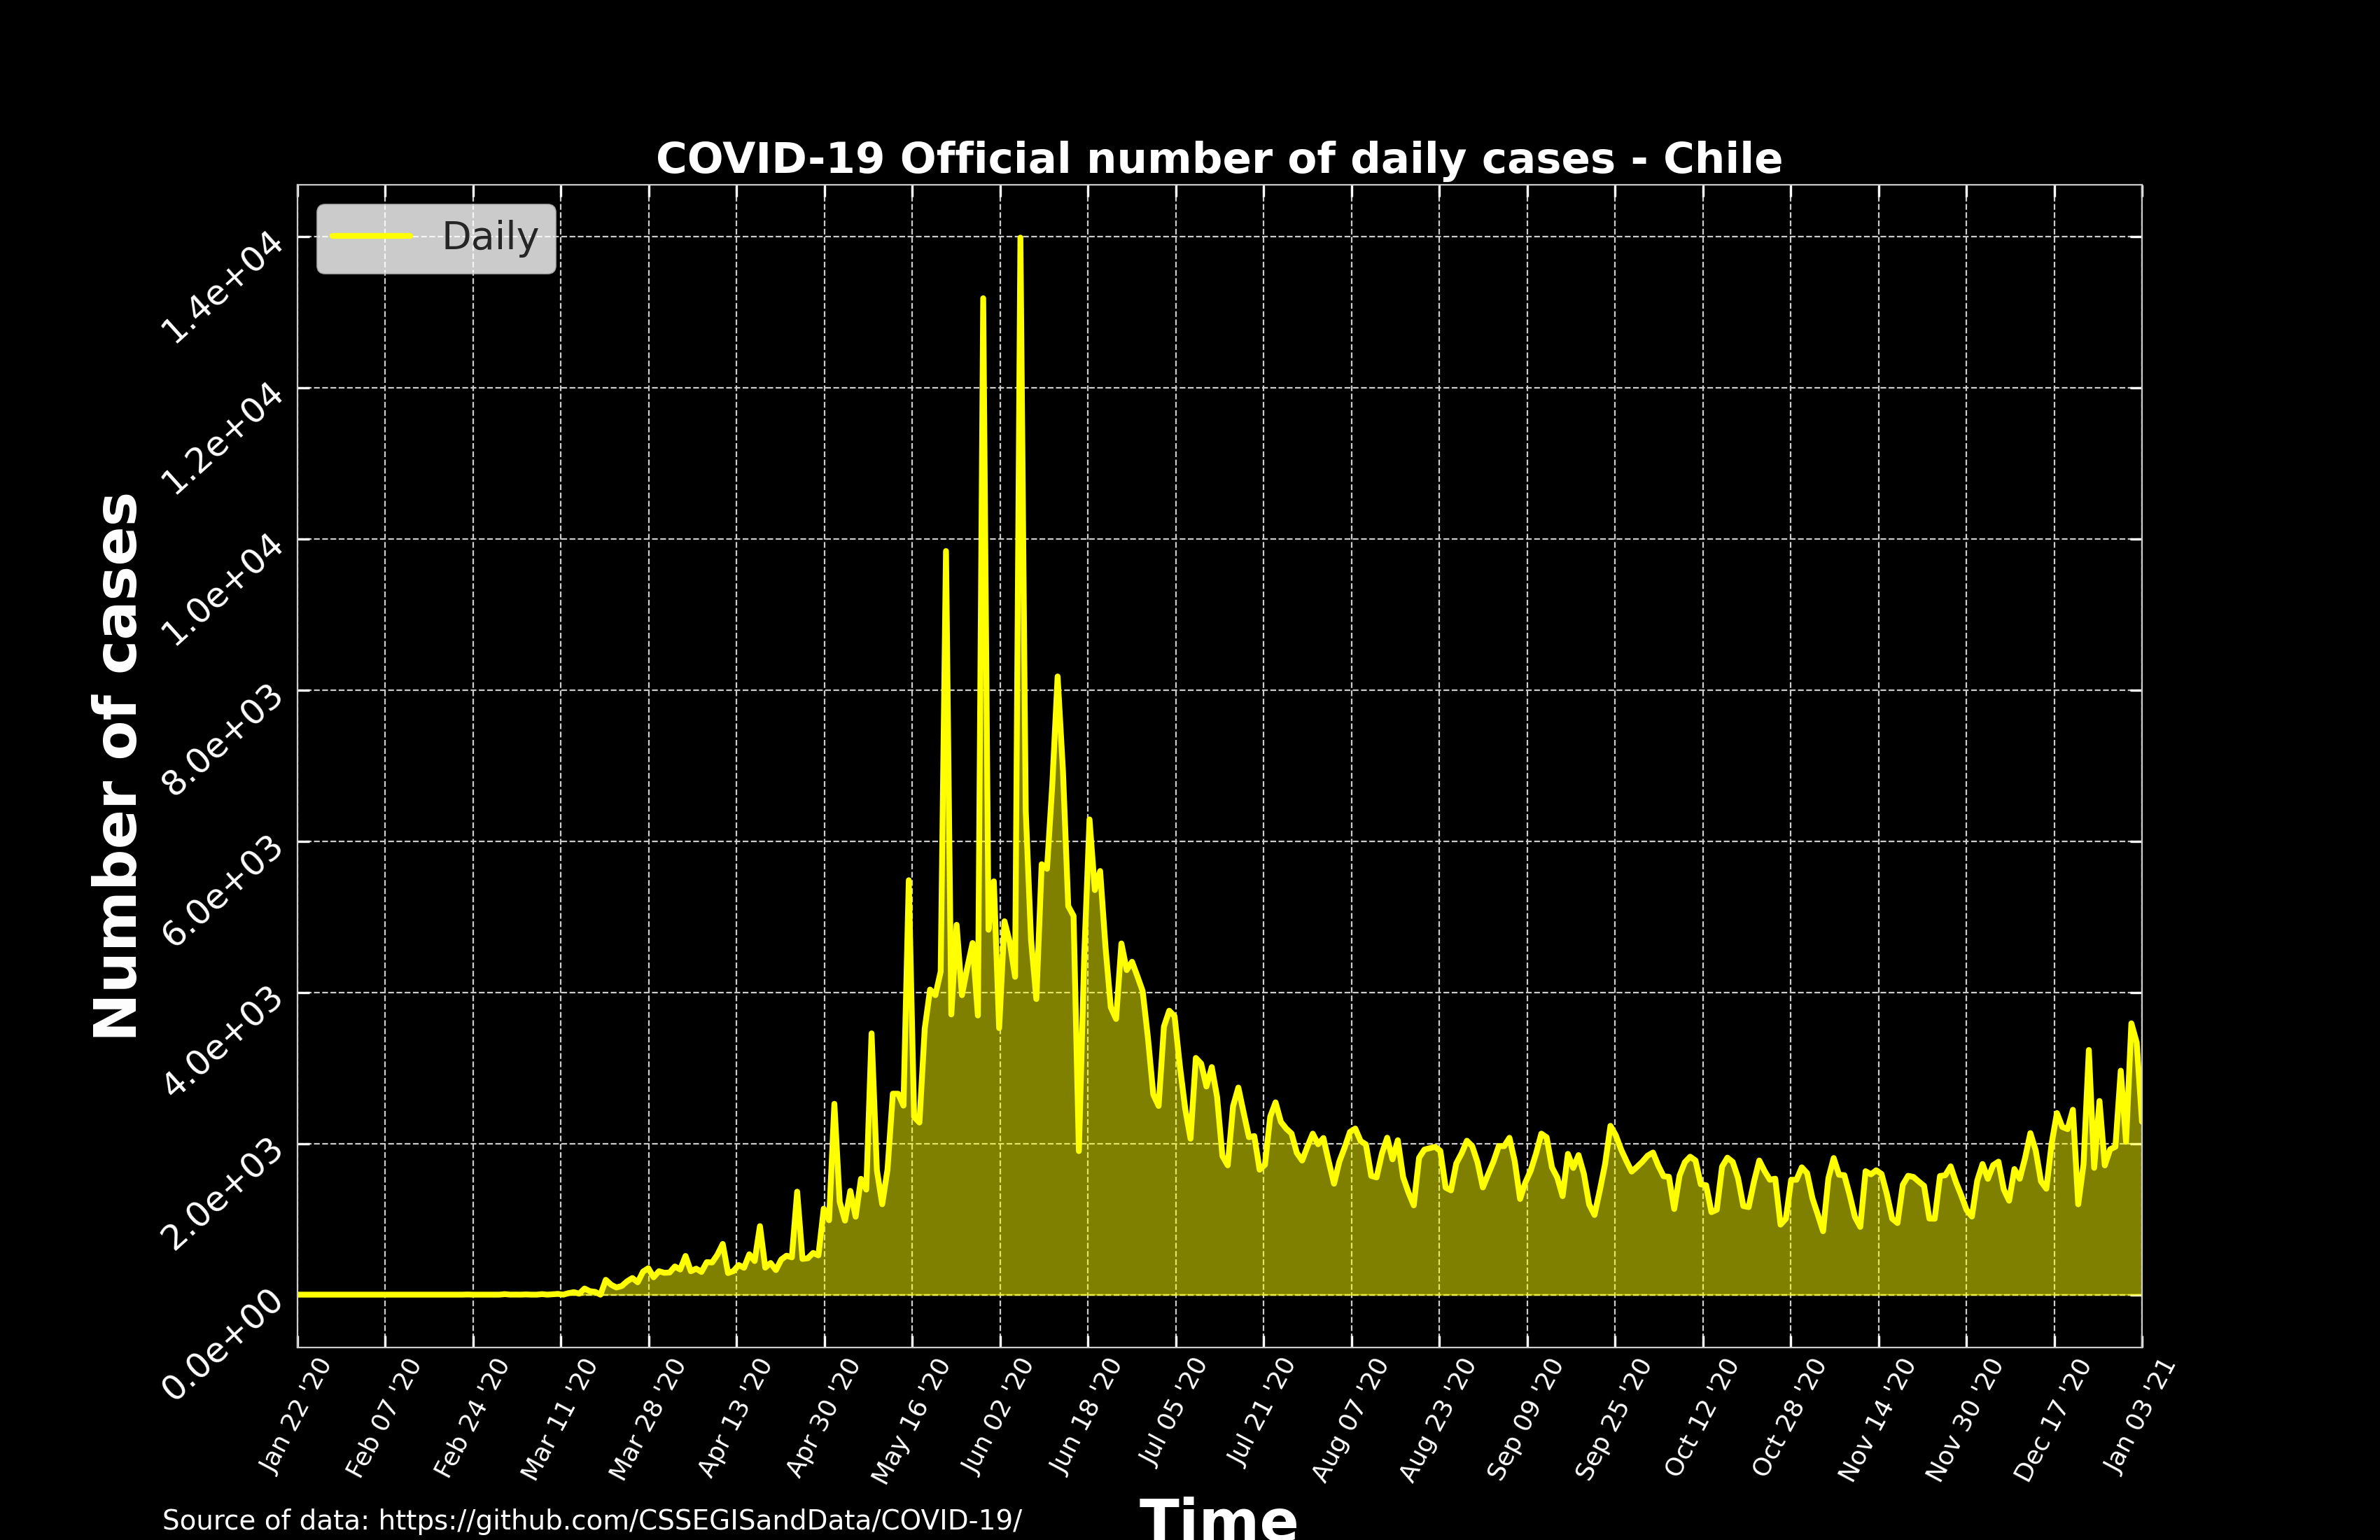 COVID-19 Official number of daily cases - Chile
Daily
Number of cases
1.4e+04
1.2e+04
1.0e+04
8.0e+03
6.0e+03
4.0e+03
2.0e+03
0.0e+00
Jan 22 '20
Feb 07 '20
Feb 24 '20
Mar 11 '20
Mar 28 '20
Apr 13 '20
Apr 30 '20
May 16 '20
Jun 02 '20
Jun 18 '20
Jul 05 '20
Jul 21 '20
Aug 07 '20
Aug 23 '20
Sep 09 '20
Sep 25 '20
Oct 12 '20
Oct 28 '20
Nov 14 '20
Nov 30 '20
Dec 17 '20
Jan 03 '21
Time
Source of data: https://github.com/CSSEGISandData/COVID-19/